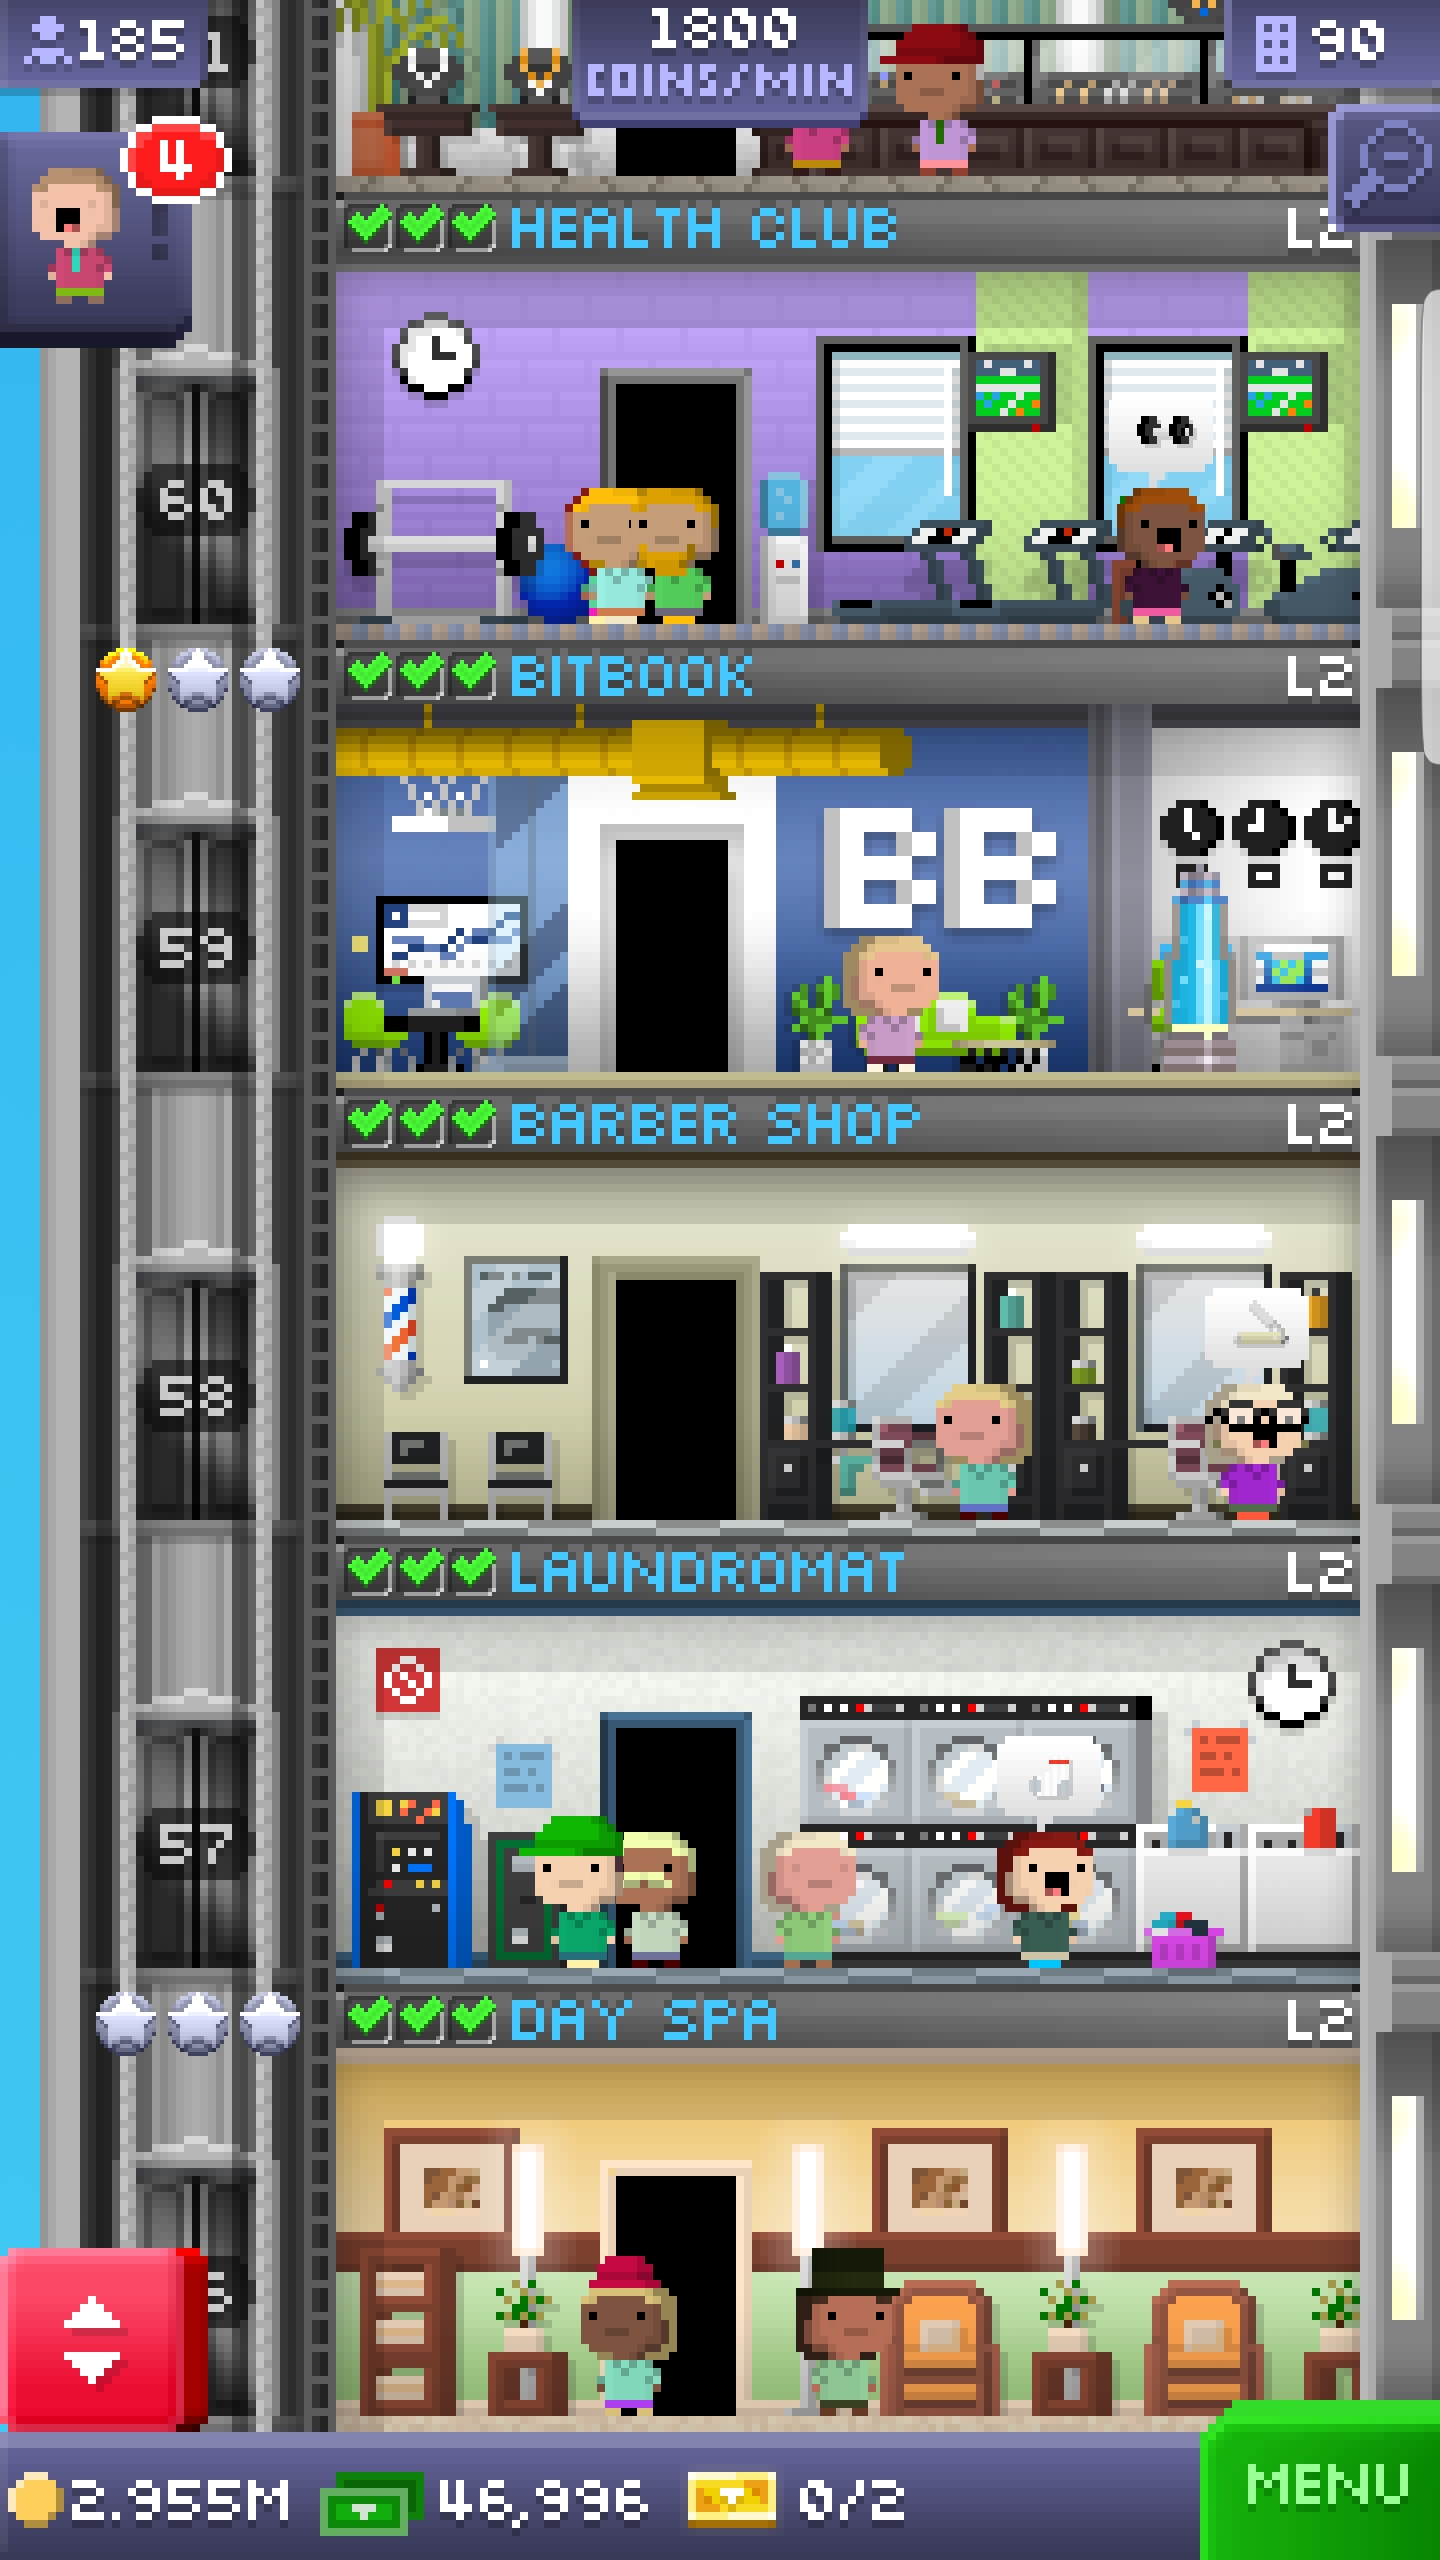 185
1800
COINS/MIN
90
4
HEALTH CLUB
L2
60
BITBOOK
L2
BB
59
BARBER SHOP
L2
58
LAUNDROMAT
L2
57
DAY SPA
L2
2.955M
46,996
0/2
MENU